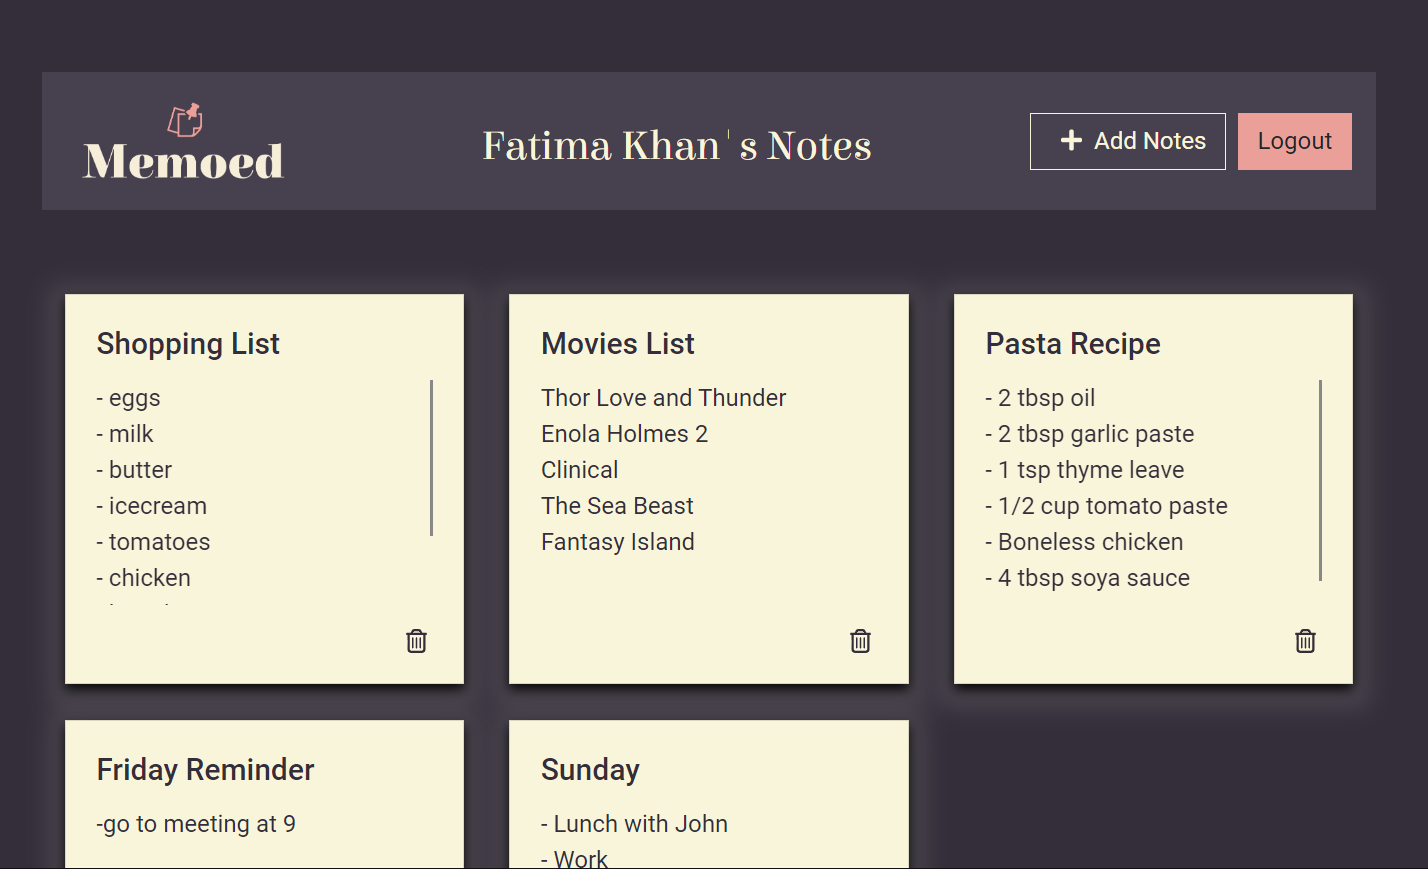 Memoed
Fatima Khan's Notes
Add Notes
Logout
Shopping List
- eggs
- milk
- butter
- icecream
- tomatoes
- chicken
Movies List
Thor Love and Thunder
Enola Holmes 2
Clinical
The Sea Beast
Fantasy Island
Pasta Recipe
- 2 tbsp oil
- 2 tbsp garlic paste
- 1 tsp thyme leave
- 1/2 cup tomato paste
- Boneless chicken
- 4 tbsp soya sauce
Friday Reminder
-go to meeting at 9
Sunday
- Lunch with John
- Work